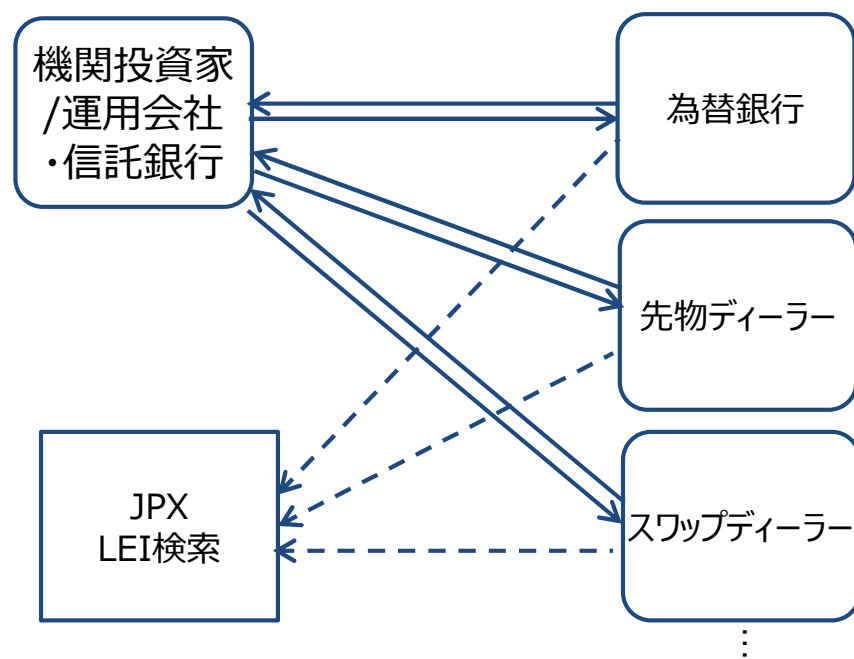 機関投資家
/運用会社
・信託銀行
為替銀行
先物ディーラー
JPX
LEI検索
スワップディーラー
⋮